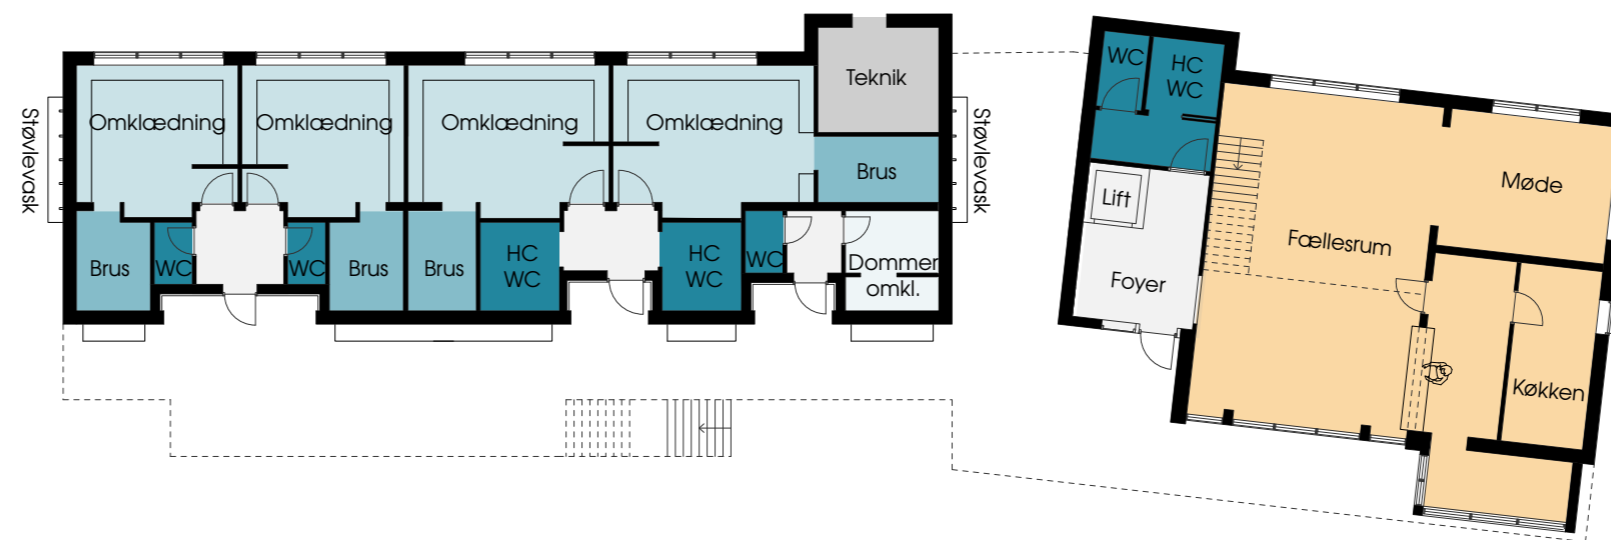 Støvlevask
Omklædning
Omklædning
Omklædning
Omklædning
Teknik
Brus
Støvlevask
Brus
WC
WC
Brus
Brus
HC
WC
HC
WC
WC
Dommer
omkl.
WC
HC
WC
Lift
Foyer
Fællesrum
Møde
Køkken